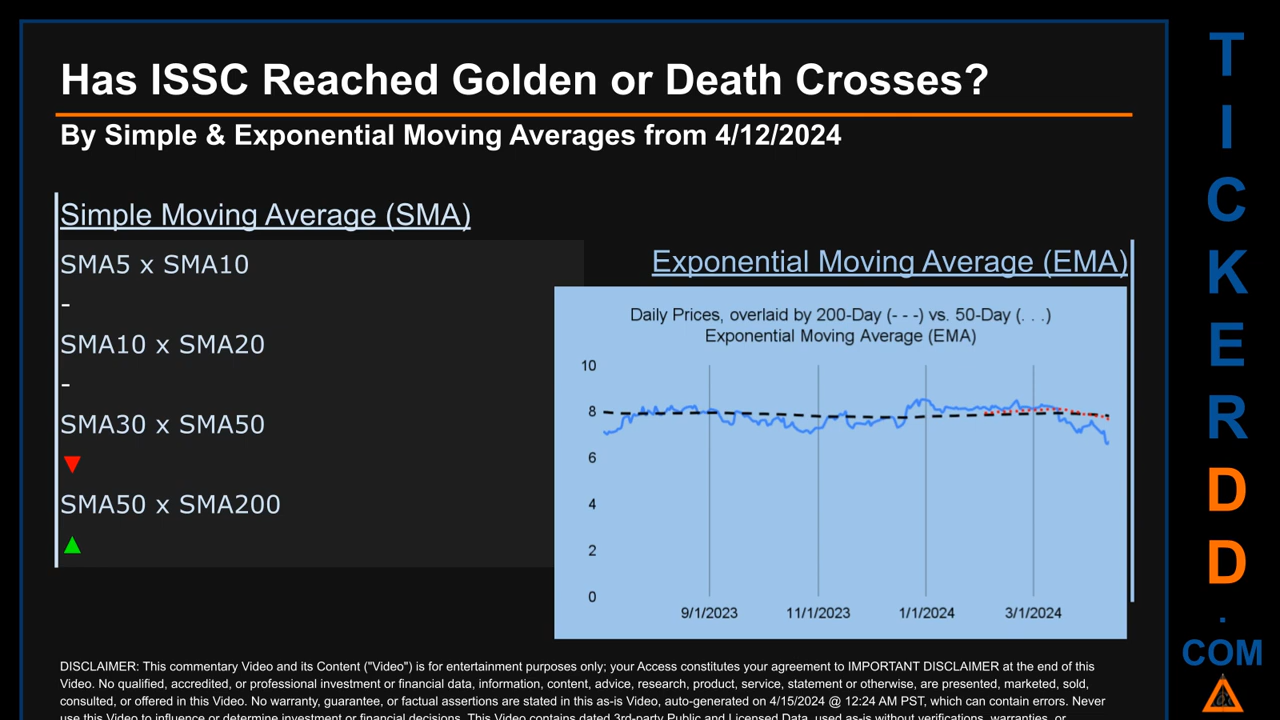 Has ISSC Reached Golden or Death Crosses?
By Simple & Exponential Moving Averages from 4/12/2024
Simple Moving Average (SMA)
SMA5 x SMA10
-
SMA10 x SMA20
-
SMA30 x SMA50
▼
SMA50 x SMA200
▲
Exponential Moving Average (EMA)
Daily Prices, overlaid by 200-Day (- - -) vs. 50-Day (. . .)
Exponential Moving Average (EMA)
10
8
6
4
2
0
9/1/2023 11/1/2023 1/1/2024 3/1/2024
DISCLAIMER: This commentary Video and its Content ("Video") is for entertainment purposes only; your Access constitutes your agreement to IMPORTANT DISCLAIMER at the end of this
Video. No qualified, accredited, or professional investment or financial data, information, content, advice, research, product, service, statement or otherwise, are presented, marketed, sold,
consulted, or offered in this Video. No warranty, guarantee, or factual assertions are stated in this as-is Video, auto-generated on 4/15/2024 @ 12:24 AM PST, which can contain errors. Never
use this Video to influence or determine investment or financial decisions. This Video contains dated 3rd-party Public and Licensed Data, used as-is without verifications, warranties, or
T
I
C
K
E
R
D
D
.
COM